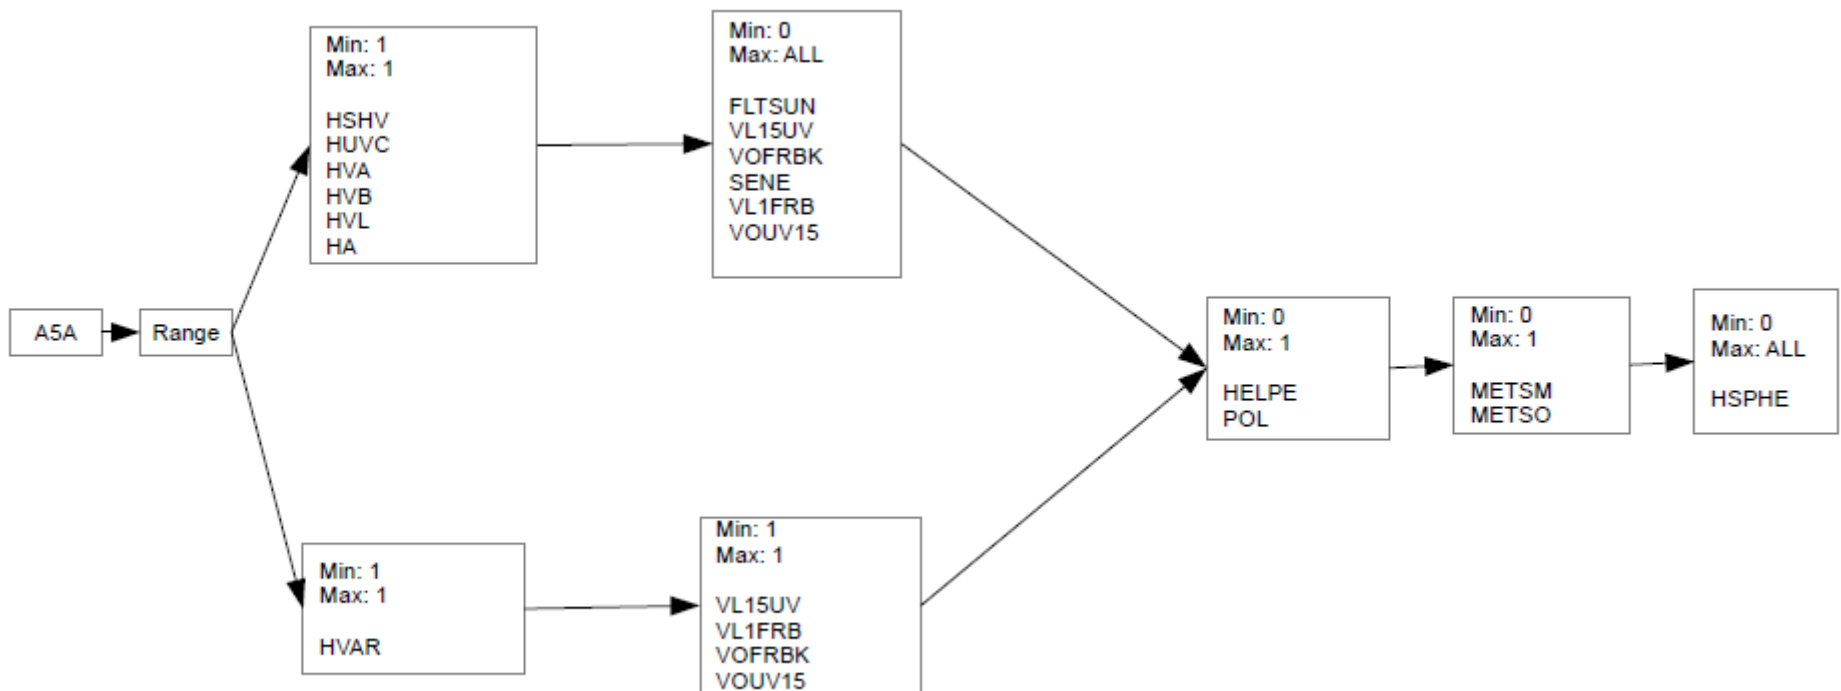 A5A
Range
Min: 1
Max: 1
HSHV
HUVC
HVA
HVB
HVL
HA
Min: 0
Max: ALL
FLTSUN
VL15UV
VOFRBK
SENE
VL1FRB
VOUV15
Min: 1
Max: 1
HVAR
Min: 1
Max: 1
VL15UV
VL1FRB
VOFRBK
VOUV15
Min: 0
Max: 1
HELPE
POL
Min: 0
Max: 1
METSM
METSO
Min: 0
Max: ALL
HSPHE